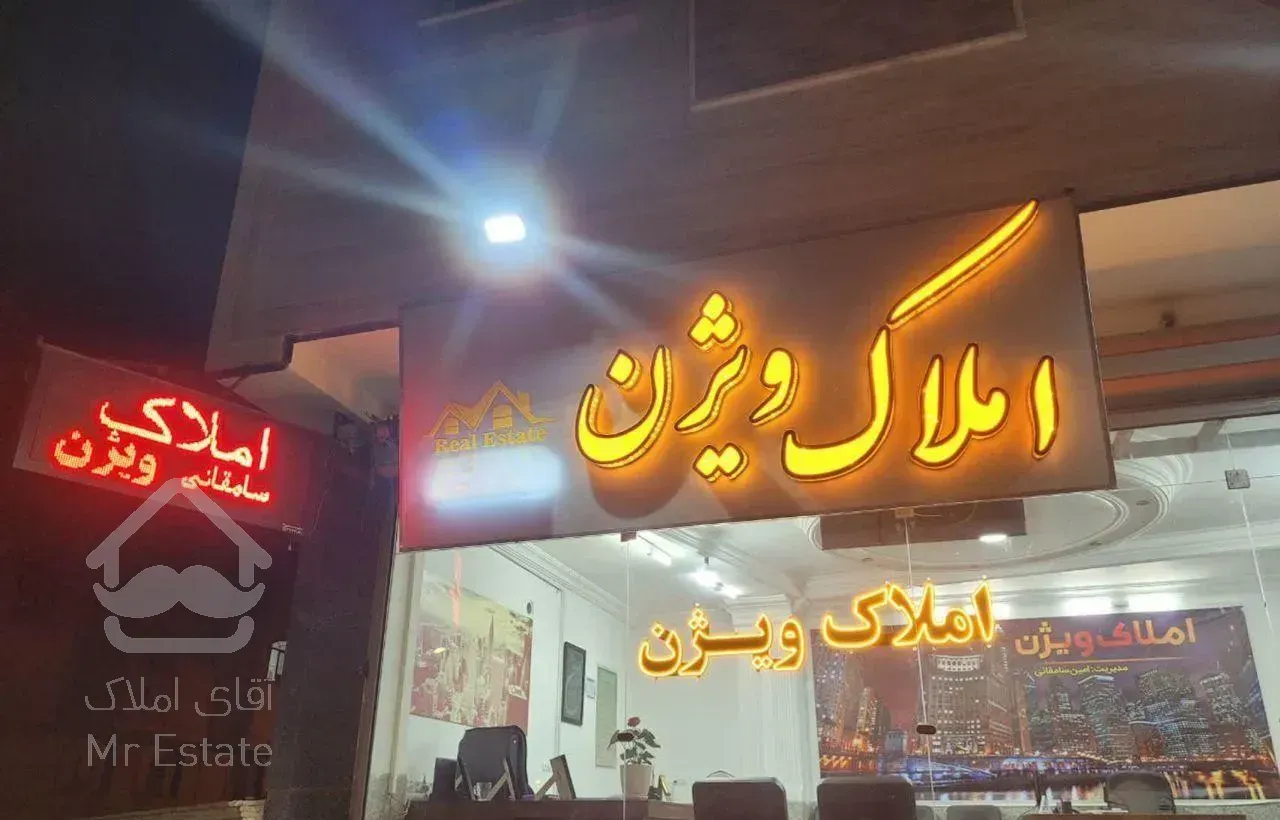 املاک ویژن
Real Estate
املاک
سامقانی ویژن
املاک ویژن
املاک ویژن
مدیریت: امین سامقانی
آقای املاک
Mr Estate